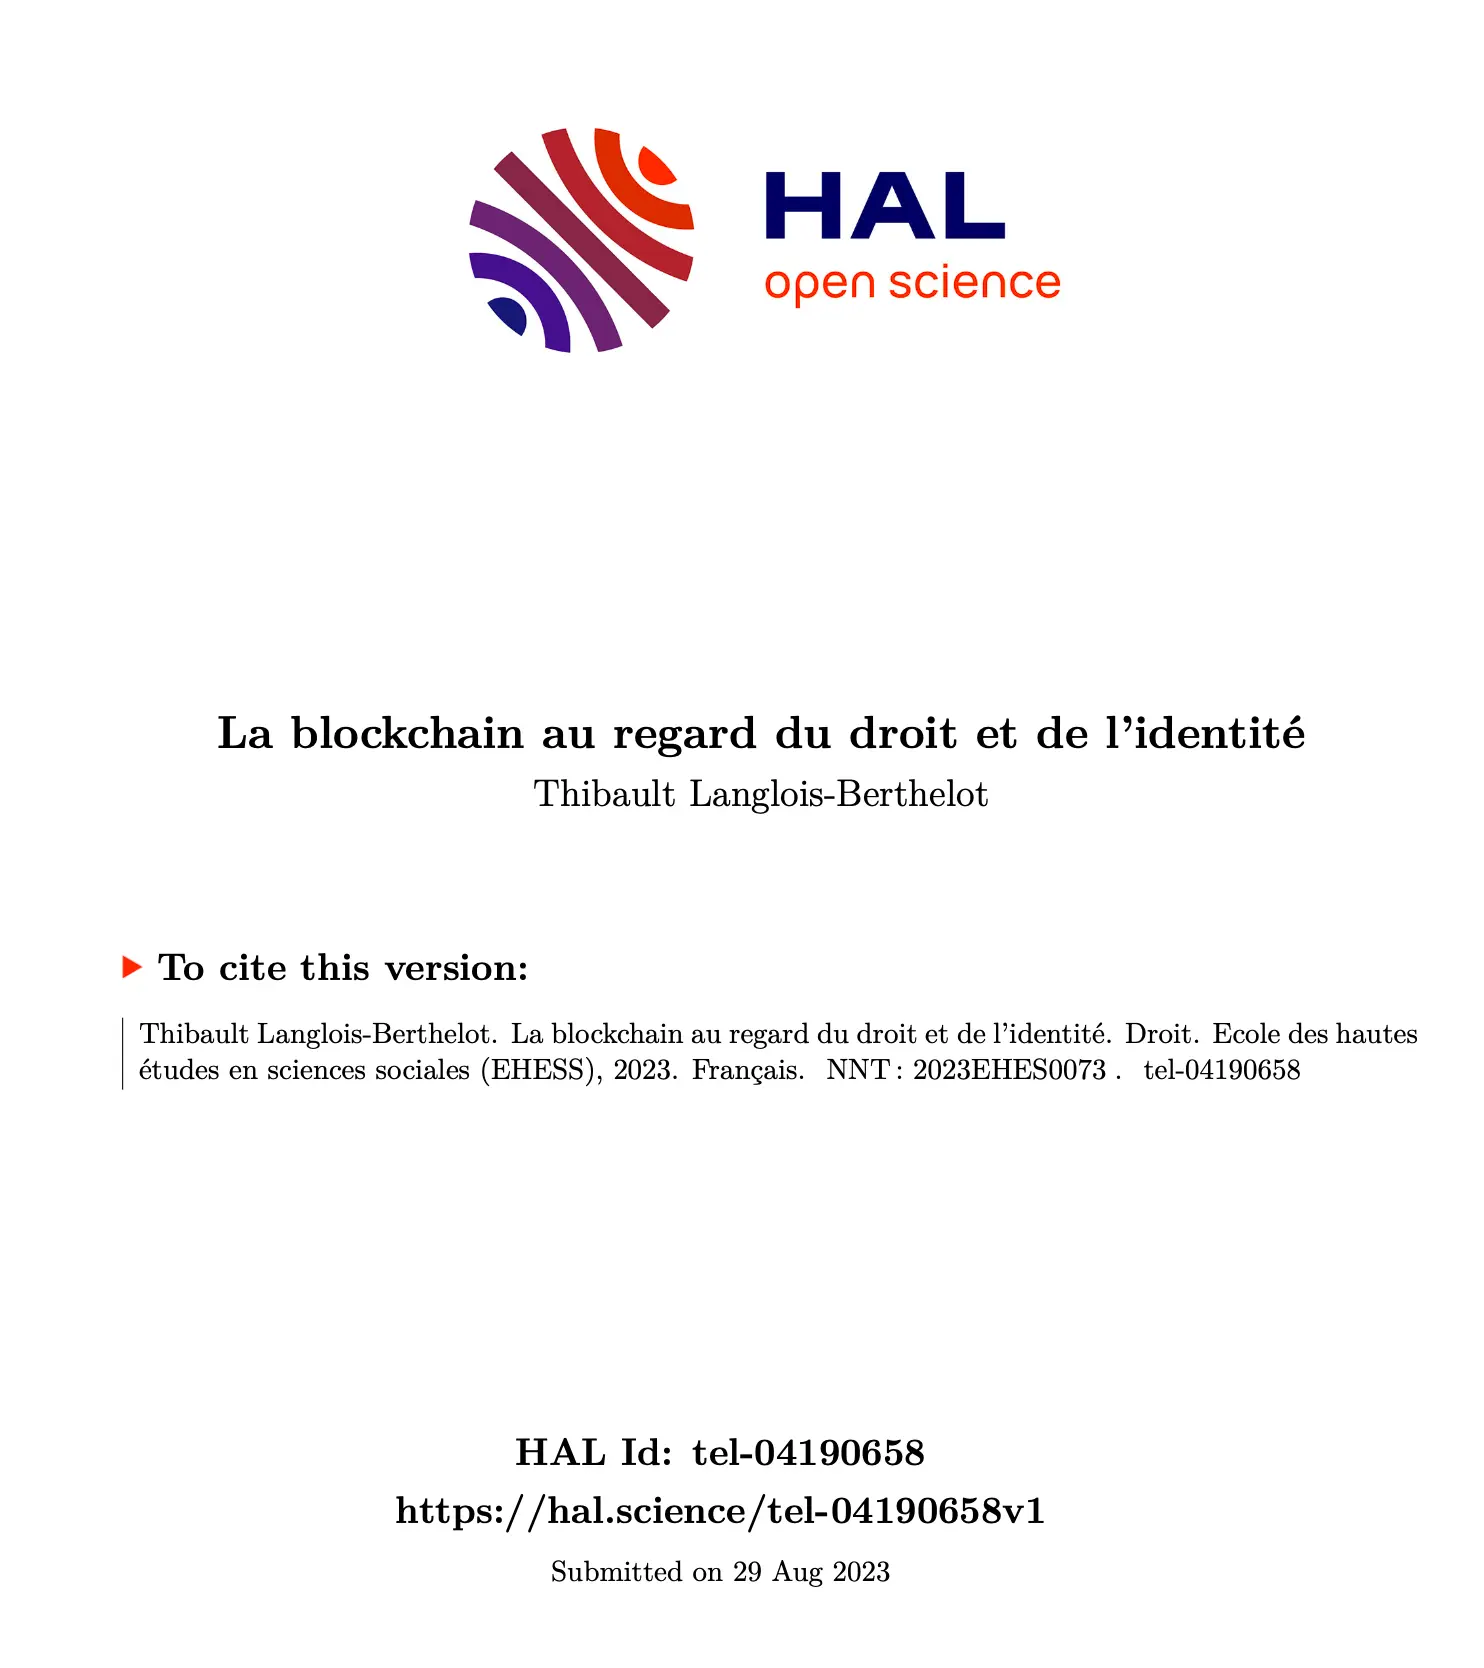 HAL
open science
La blockchain au regard du droit et de l'identité
Thibault Langlois-Berthelot
To cite this version:
Thibault Langlois-Berthelot. La blockchain au regard du droit et de l'identité. Droit. Ecole des hautes
études en sciences sociales (EHESS), 2023. Français. NNT : 2023EHES0073 . tel-04190658
HAL Id: tel-04190658
https://hal.science/tel-04190658v1
Submitted on 29 Aug 2023